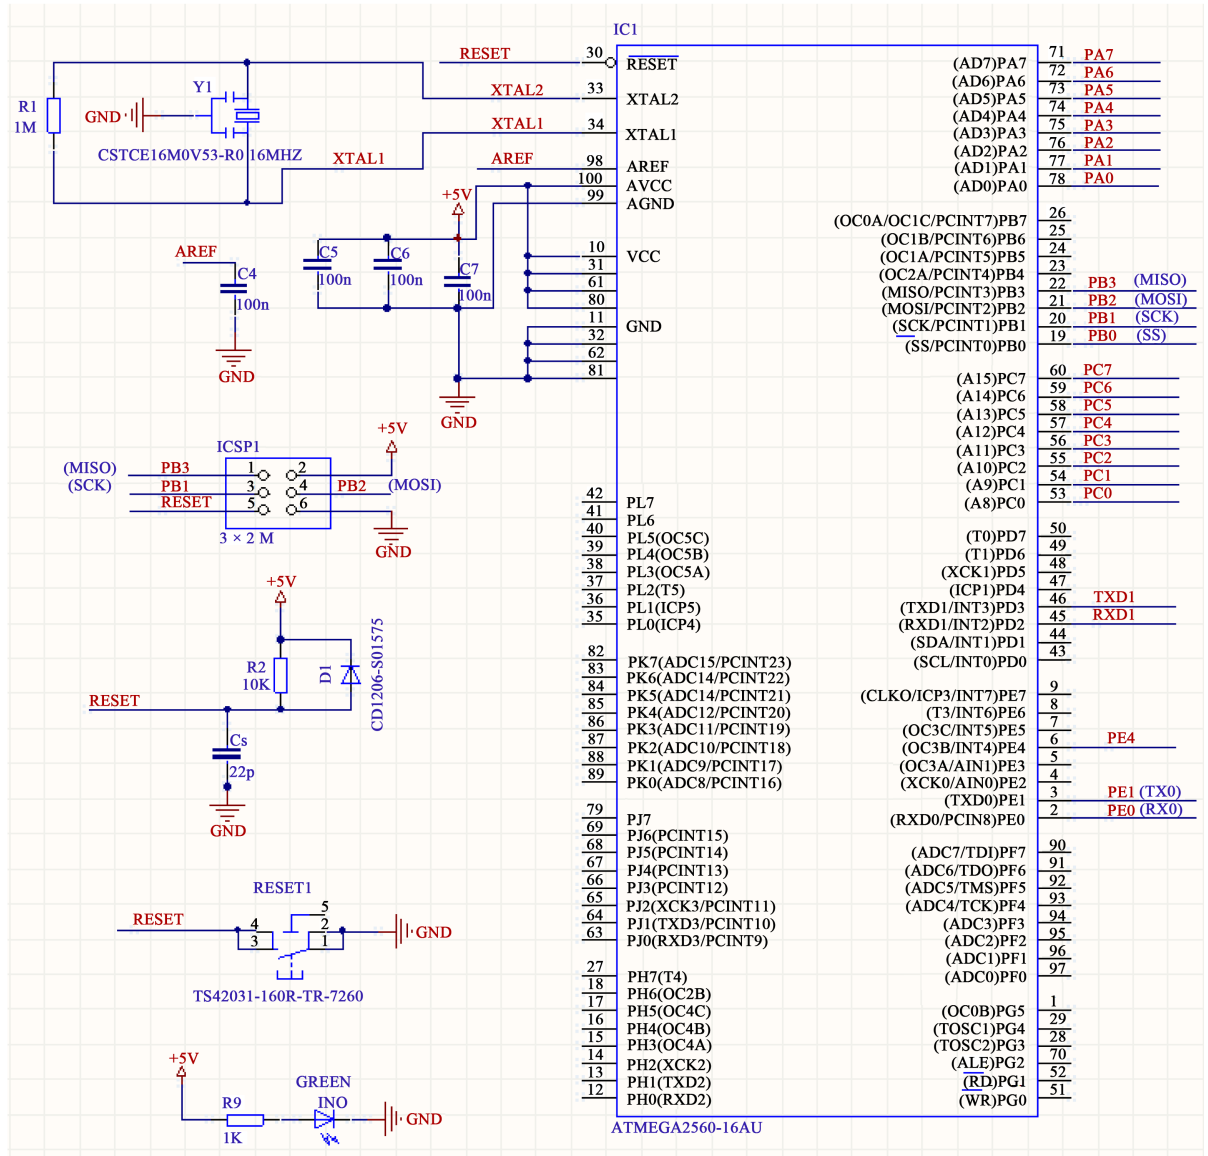 IC1
RESET
30
RESET
XTAL2
33
XTAL2
XTAL1
34
XTAL1
AREF
98
AREF
100
AVCC
99
AGND
10
VCC
31
61
80
11
GND
32
62
81
R1
1M
GND
Y1
CSTCE16M0V53-R0 16MHZ
XTAL1
AREF
C4
100n
GND
+5V
C5
100n
C6
100n
C7
100n
GND
ICSP1
+5V
(MISO) PB3 1 2
(SCK) PB1 3 4 PB2 (MOSI)
RESET 5 6
3 × 2 M
GND
+5V
R2
10K
D1
CD1206-S01575
RESET
Cs
22p
GND
RESET1
RESET
5
4 2
3 1
GND
TS42031-160R-TR-7260
+5V
R9
1K
GREEN
INO
GND
42 PL7
41 PL6
40 PL5(OC5C)
39 PL4(OC5B)
38 PL3(OC5A)
37 PL2(T5)
36 PL1(ICP5)
35 PL0(ICP4)
82 PK7(ADC15/PCINT23)
83 PK6(ADC14/PCINT22)
84 PK5(ADC14/PCINT21)
85 PK4(ADC12/PCINT20)
86 PK3(ADC11/PCINT19)
87 PK2(ADC10/PCINT18)
88 PK1(ADC9/PCINT17)
89 PK0(ADC8/PCINT16)
79 PJ7
69 PJ6(PCINT15)
68 PJ5(PCINT14)
67 PJ4(PCINT13)
66 PJ3(PCINT12)
65 PJ2(XCK3/PCINT11)
64 PJ1(TXD3/PCINT10)
63 PJ0(RXD3/PCINT9)
27 PH7(T4)
18 PH6(OC2B)
17 PH5(OC4C)
16 PH4(OC4B)
15 PH3(OC4A)
14 PH2(XCK2)
13 PH1(TXD2)
12 PH0(RXD2)
(AD7)PA7 71 PA7
(AD6)PA6 72 PA6
(AD5)PA5 73 PA5
(AD4)PA4 74 PA4
(AD3)PA3 75 PA3
(AD2)PA2 76 PA2
(AD1)PA1 77 PA1
(AD0)PA0 78 PA0
(OC0A/OC1C/PCINT7)PB7 26
(OC1B/PCINT6)PB6 25
(OC1A/PCINT5)PB5 24
(OC2A/PCINT4)PB4 23
(MISO/PCINT3)PB3 22 PB3 (MISO)
(MOSI/PCINT2)PB2 21 PB2 (MOSI)
(SCK/PCINT1)PB1 20 PB1 (SCK)
(SS/PCINT0)PB0 19 PB0 (SS)
(A15)PC7 60 PC7
(A14)PC6 59 PC6
(A13)PC5 58 PC5
(A12)PC4 57 PC4
(A11)PC3 56 PC3
(A10)PC2 55 PC2
(A9)PC1 54 PC1
(A8)PC0 53 PC0
(T0)PD7 50
(T1)PD6 49
(XCK1)PD5 48
(ICP1)PD4 47
(TXD1/INT3)PD3 46 TXD1
(RXD1/INT2)PD2 45 RXD1
(SDA/INT1)PD1 44
(SCL/INT0)PD0 43
(CLKO/ICP3/INT7)PE7 9
(T3/INT6)PE6 8
(OC3C/INT5)PE5 7
(OC3B/INT4)PE4 6 PE4
(OC3A/AIN1)PE3 5
(XCK0/AIN0)PE2 4
(TXD0)PE1 3 PE1 (TX0)
(RXD0/PCIN8)PE0 2 PE0 (RX0)
(ADC7/TDI)PF7 90
(ADC6/TDO)PF6 91
(ADC5/TMS)PF5 92
(ADC4/TCK)PF4 93
(ADC3)PF3 94
(ADC2)PF2 95
(ADC1)PF1 96
(ADC0)PF0 97
(OC0B)PG5 1
(TOSC1)PG4 29
(TOSC2)PG3 28
(ALE)PG2 70
(RD)PG1 52
(WR)PG0 51
ATMEGA2560-16AU